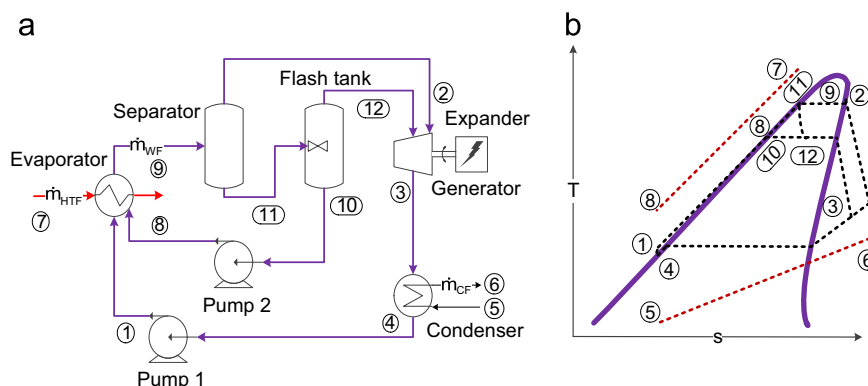 a
b
Flash tank
Separator
Expander
Evaporator
ṁWF
ṁHTF
Generator
Pump 2
ṁCF
Condenser
Pump 1
12
2
9
3
7
11
10
8
6
5
1
4
T
s
7
11
9
2
8
10
12
8
3
1
4
6
5